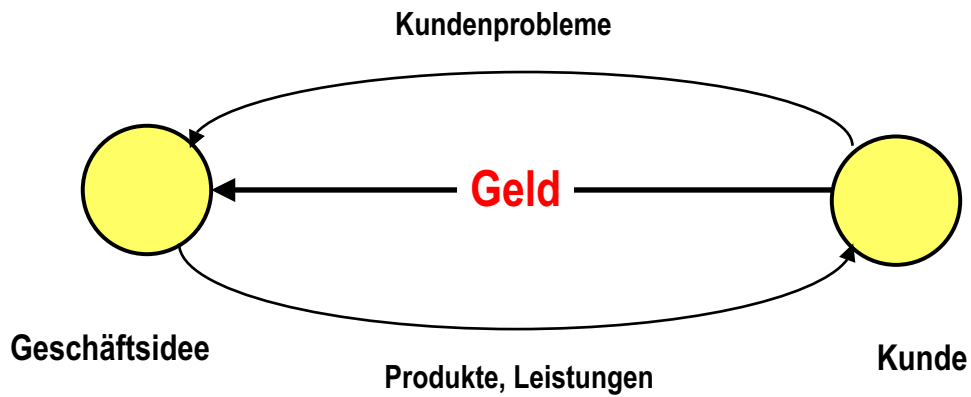 Kundenprobleme
Geld
Geschäftsidee
Kunde
Produkte, Leistungen